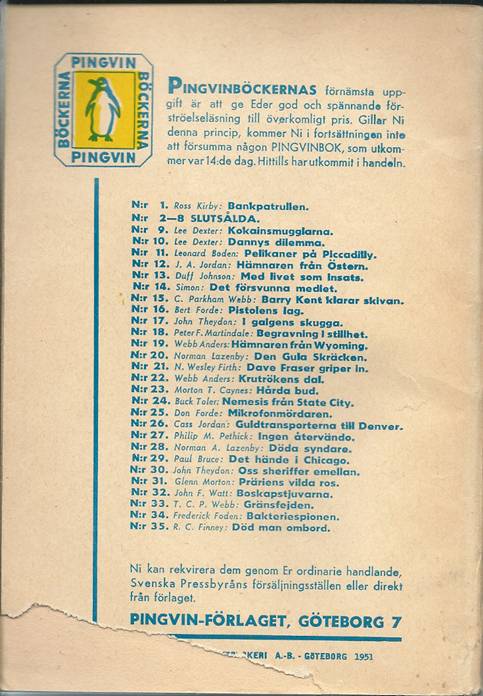 PINGVIN
BÖCKERNA
BÖCKERNA
PINGVIN
PINGVINBÖCKERNAS förnämsta upp-
gift är att ge Eder god och spännande för-
ströelseläsning till överkomligt pris. Gillar Ni
denna princip, kommer Ni i fortsättningen inte
att försumma någon PINGVINBOK, som utkom-
mer var 14:de dag. Hittills har utkommit i handeln.
N:r 1. Ross Kirby: Bankpatrullen.
N:r 2—8 SLUTSÅLDA.
N:r 9. Lee Dexter: Kokainsmugglarna.
N:r 10. Lee Dexter: Dannys dilemma.
N:r 11. Leonard Boden: Pelikaner på Piccadilly.
N:r 12. J. A. Jordan: Hämnaren från Östern.
N:r 13. Duff Johnson: Med livet som insats.
N:r 14. Simon: Det försvunna medlet.
N:r 15. C. Parkham Webb: Barry Kent klarar skivan.
N:r 16. Bert Forde: Pistolens lag.
N:r 17. John Theydon: I galgens skugga.
N:r 18. Peter F. Martindale: Begravning i stillhet.
N:r 19. Webb Anders: Hämnaren från Wyoming.
N:r 20. Norman Lazenby: Den Gula Skräcken.
N:r 21. N. Wesley Firth: Dave Fraser griper in.
N:r 22. Webb Anders: Krutrökens dal.
N:r 23. Morton T. Caynes: Hårda bud.
N:r 24. Buck Toler: Nemesis från State City.
N:r 25. Don Forde: Mikrofonmördaren.
N:r 26. Cass Jordan: Guldtransporterna till Denver.
N:r 27. Philip M. Pethick: Ingen återvändo.
N:r 28. Norman A. Lazenby: Döda syndare.
N:r 29. Paul Bruce: Det hände i Chicago.
N:r 30. John Theydon: Oss sheriffer emellan.
N:r 31. Glenn Morton: Präriens vilda ros.
N:r 32. John F. Watt: Boskapstjuvarna.
N:r 33. T. C. P. Webb: Gränsfejden.
N:r 34. Frederick Foden: Bakteriespionen.
N:r 35. R. C. Finney: Död man ombord.
Ni kan rekvirera dem genom Er ordinarie handlande,
Svenska Pressbyråns försäljningsställen eller direkt
från förlaget.
PINGVIN-FÖRLAGET, GÖTEBORG 7
KERI A.-B. - GÖTEBORG 1951